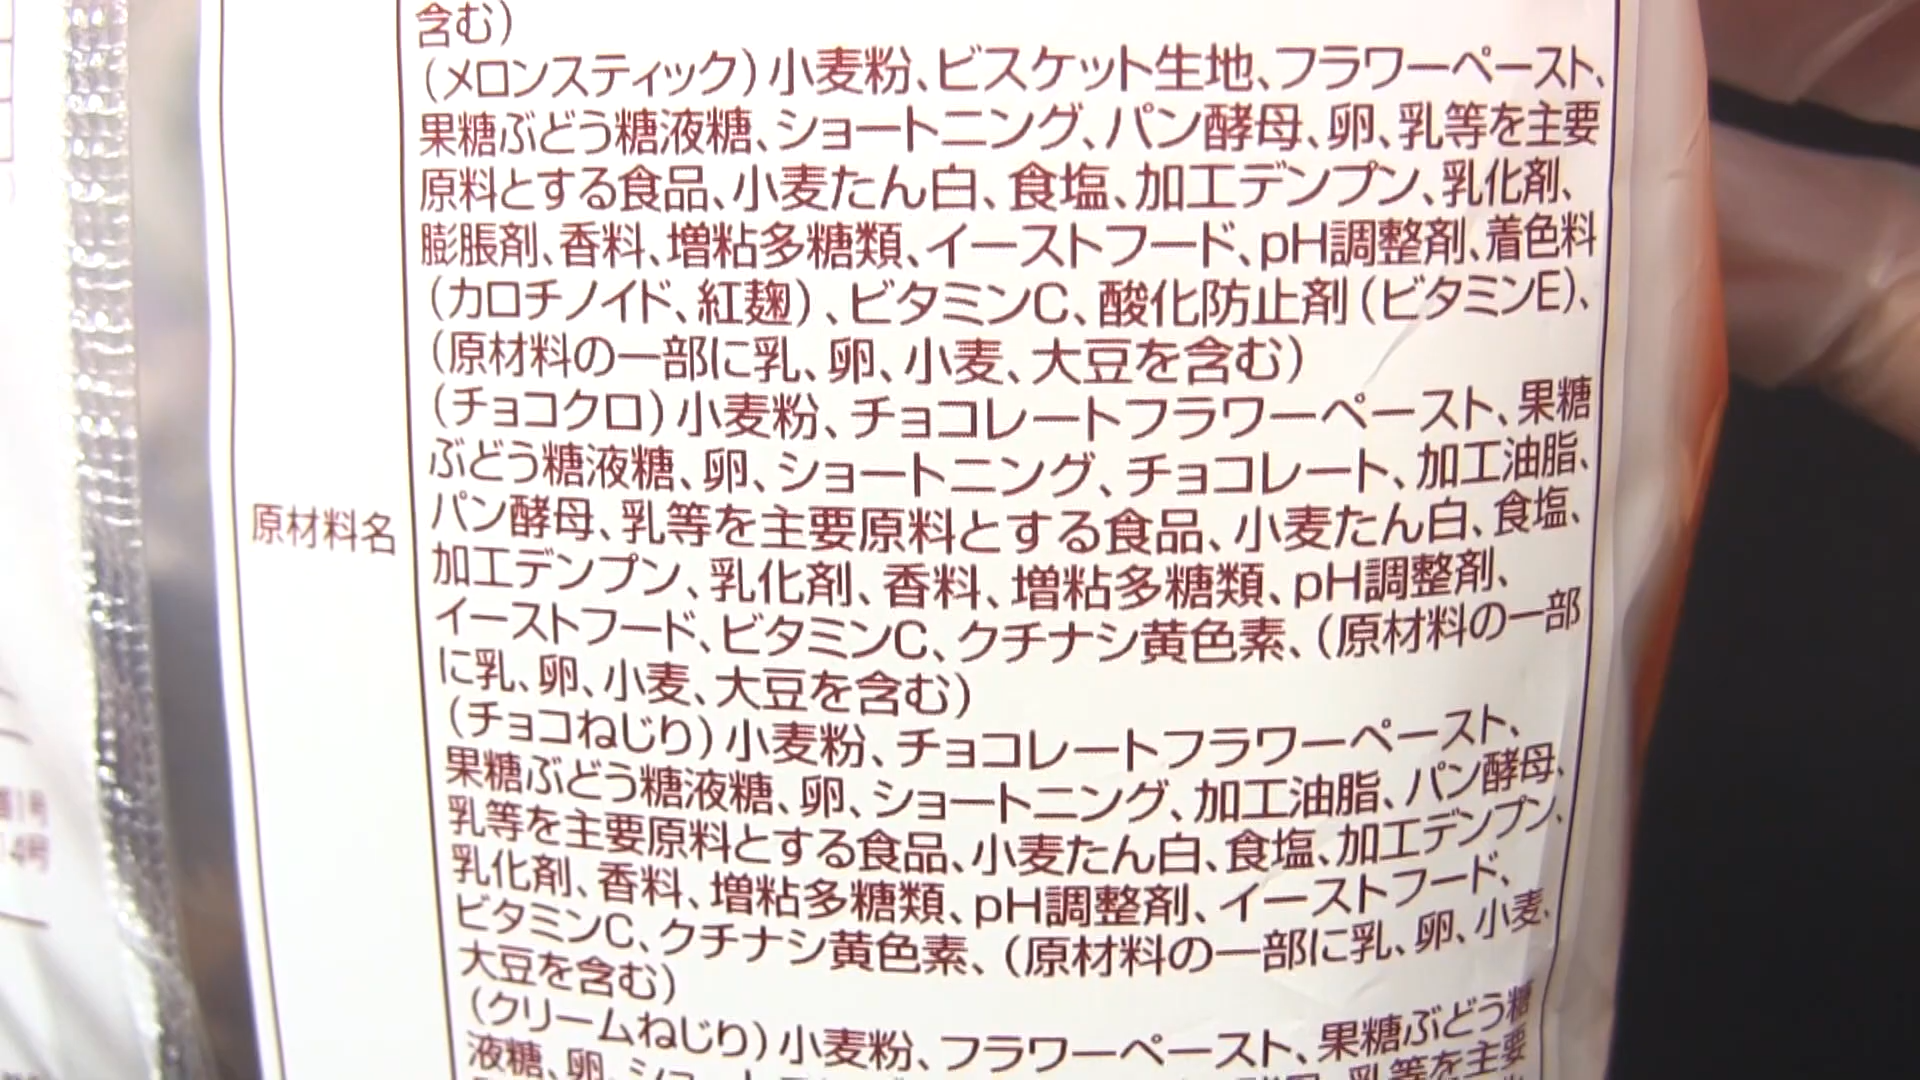 含む)
(メロンスティック)小麦粉、ビスケット生地、フラワーペースト、
果糖ぶどう糖液糖、ショートニング、パン酵母、卵、乳等を主要
原料とする食品、小麦たん白、食塩、加工デンプン、乳化剤、
膨脹剤、香料、増粘多糖類、イーストフード、pH調整剤、着色料
(カロチノイド、紅麹)、ビタミンC、酸化防止剤(ビタミンE)、
(原材料の一部に乳、卵、小麦、大豆を含む)
(チョコクロ)小麦粉、チョコレートフラワーペースト、果糖
ぶどう糖液糖、卵、ショートニング、チョコレート、加工油脂、
パン酵母、乳等を主要原料とする食品、小麦たん白、食塩、
加工デンプン、乳化剤、香料、増粘多糖類、pH調整剤、
イーストフード、ビタミンC、クチナシ黄色素、(原材料の一部
に乳、卵、小麦、大豆を含む)
(チョコねじり)小麦粉、チョコレートフラワーペースト、
果糖ぶどう糖液糖、卵、ショートニング、加工油脂、パン酵母、
乳等を主要原料とする食品、小麦たん白、食塩、加工デンプン、
乳化剤、香料、増粘多糖類、pH調整剤、イーストフード、
ビタミンC、クチナシ黄色素、(原材料の一部に乳、卵、小麦、
大豆を含む)
(クリームねじり)小麦粉、フラワーペースト、果糖ぶどう糖
液糖、卵、
乳等を主要
原材料名